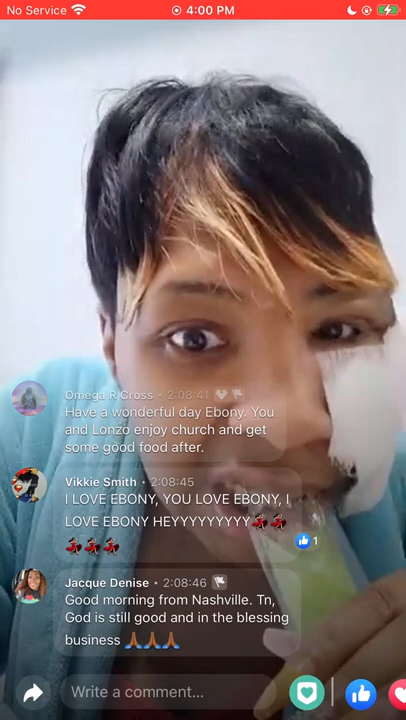 No Service 4:00 PM
Omega R Cross · 2:08:41
Have a wonderful day Ebony. You
and Lonzo enjoy church and get
some good food after.
Vikkie Smith · 2:08:45
I LOVE EBONY, YOU LOVE EBONY, I
LOVE EBONY HEYYYYYYYYY💃💃
💃💃💃
1
Jacque Denise · 2:08:46
Good morning from Nashville. Tn,
God is still good and in the blessing
business 🙏🏾🙏🏾🙏🏾
Write a comment...